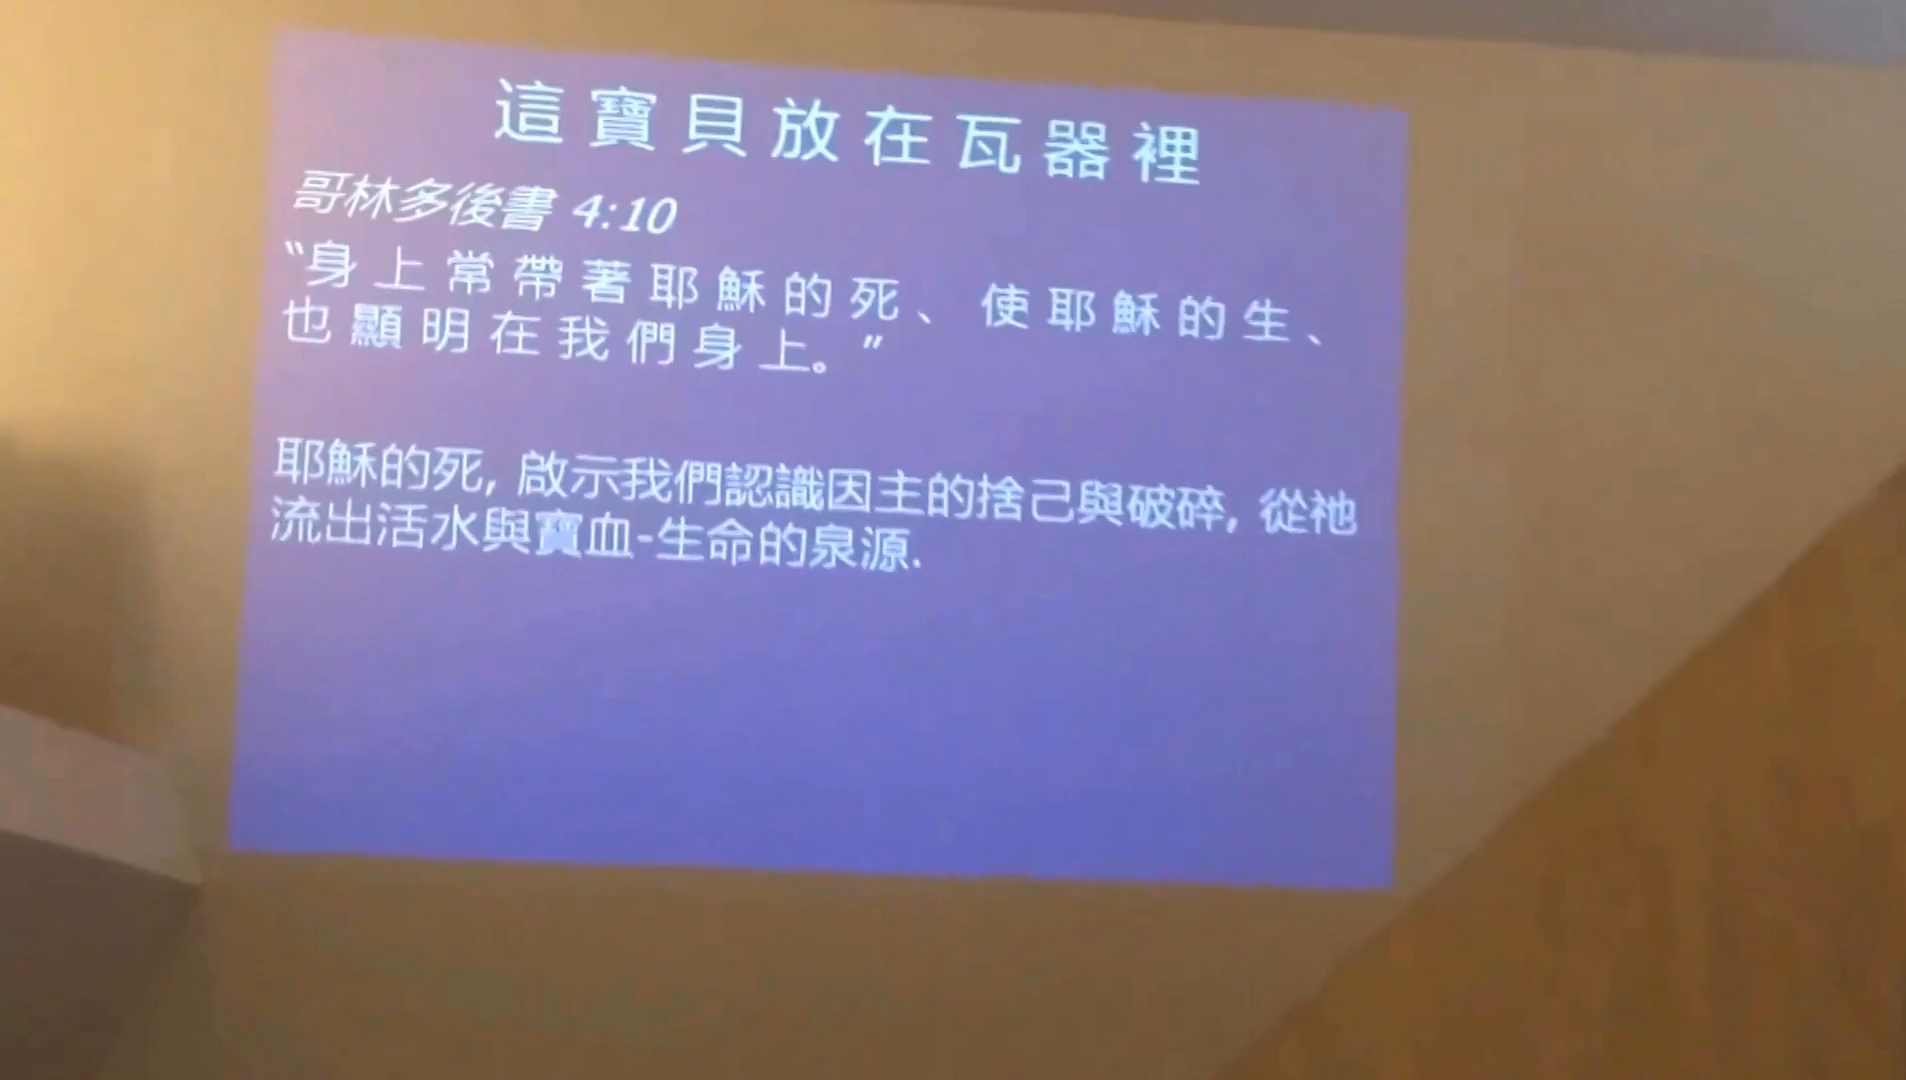 這寶貝放在瓦器裡
哥林多後書 4:10
“身上常帶著耶穌的死、使耶穌的生、
也顯明在我們身上。”
耶穌的死, 啟示我們認識因主的捨己與破碎, 從祂
流出活水與寶血-生命的泉源.